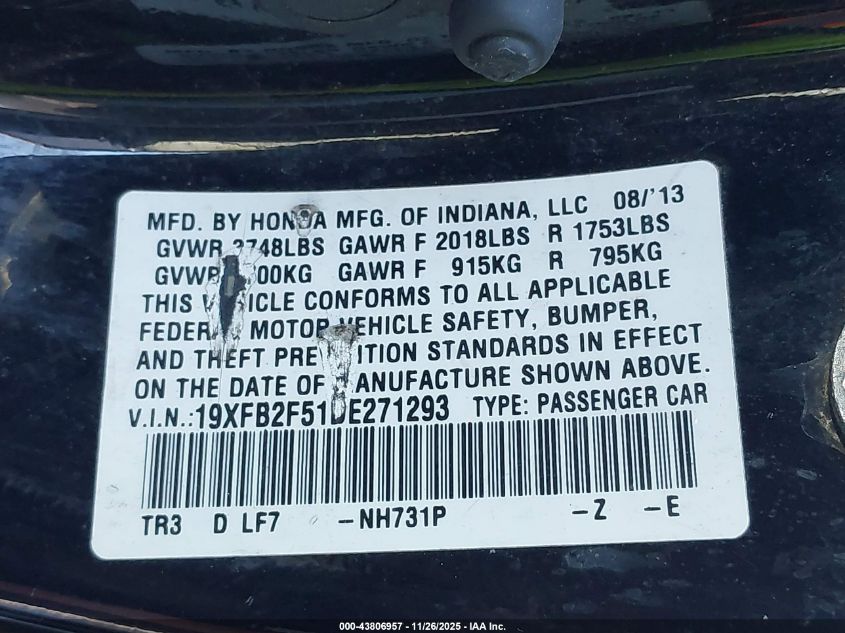 MFD. BY HONDA MFG. OF INDIANA, LLC 08/'13
GVWR 3748LBS GAWR F 2018LBS R 1753LBS
GAWR F 915KG R 795KG
THIS VEHICLE CONFORMS TO ALL APPLICABLE
FEDERAL MOTOR VEHICLE SAFETY, BUMPER,
AND THEFT PREVENTION STANDARDS IN EFFECT
ON THE DATE OF MANUFACTURE SHOWN ABOVE.
V.I.N.: 19XFB2F51DE271293 TYPE: PASSENGER CAR
TR3 D LF7 -NH731P -Z -E
000-43806957 - 11/26/2025 - IAA Inc.